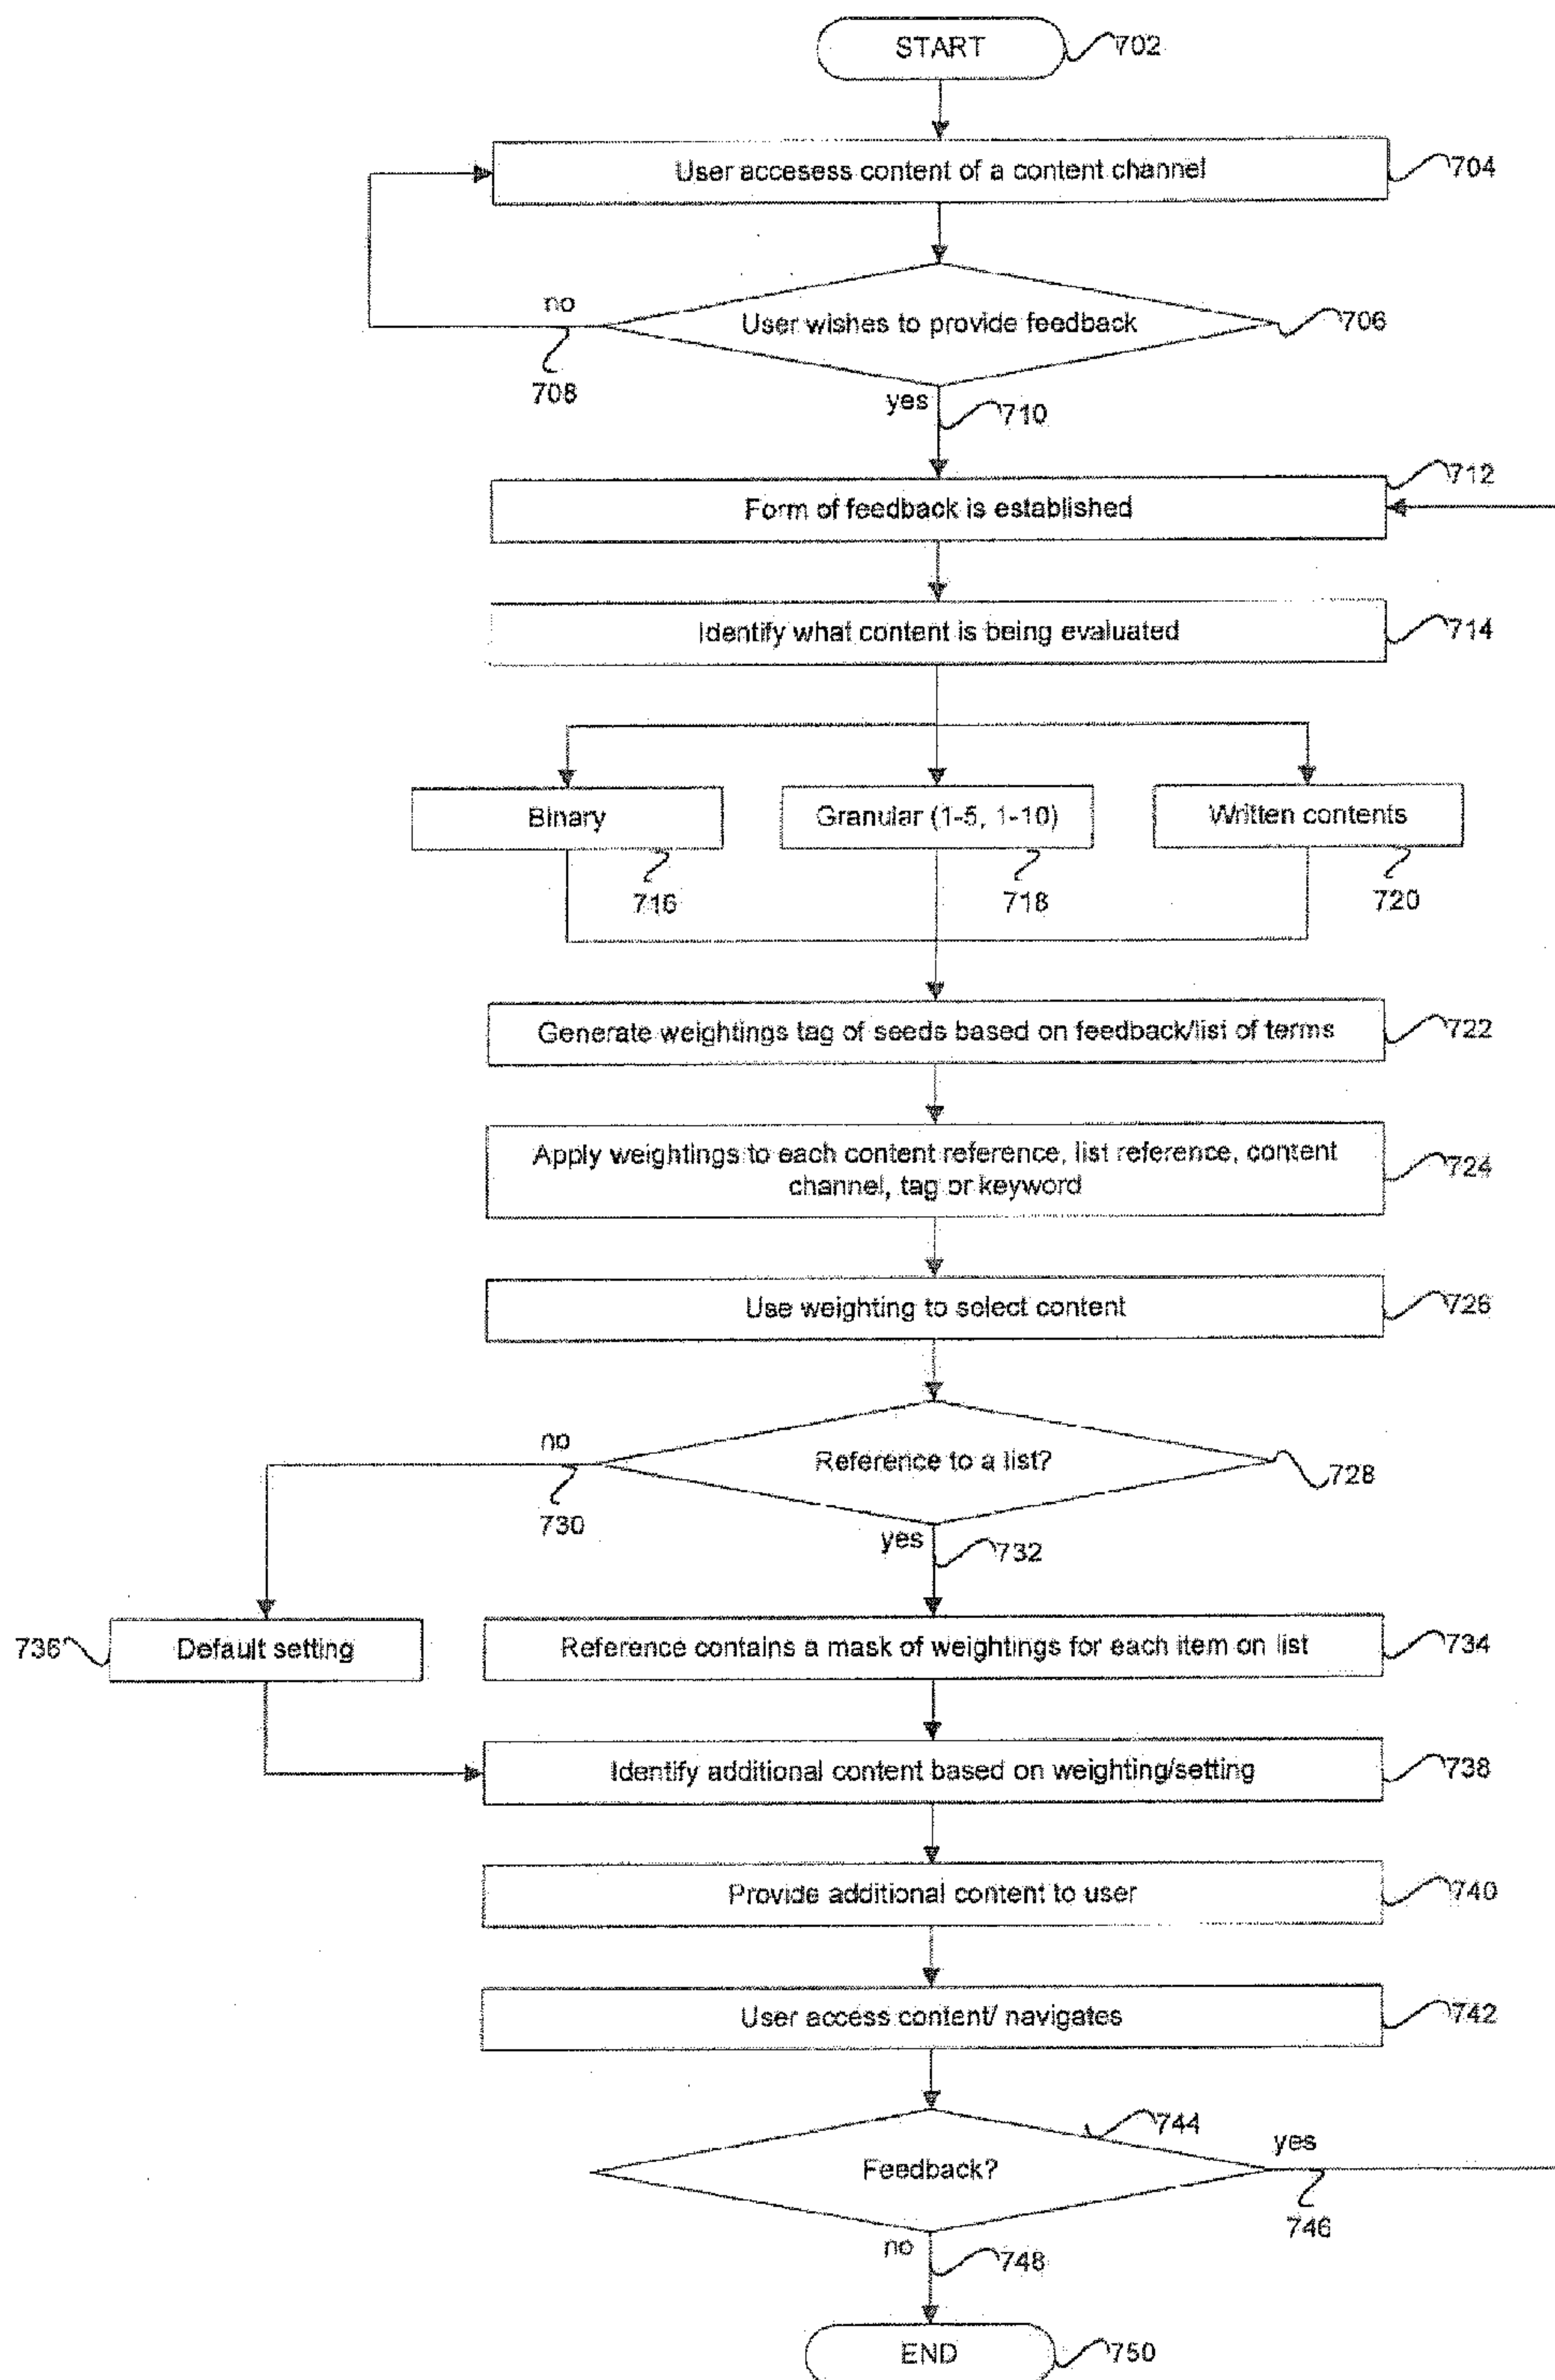 START
702
User accesess content of a content channel
704
no
User wishes to provide feedback
706
708
yes
710
712
Form of feedback is established
Identify what content is being evaluated
714
Binary
Granular (1-5, 1-10)
Written contents
716
718
720
Generate weightings tag of seeds based on feedback/list of terms
722
Apply weightings to each content reference, list reference, content
channel, tag or keyword
724
Use weighting to select content
726
no
Reference to a list?
728
730
yes
732
736
Default setting
Reference contains a mask of weightings for each item on list
734
Identify additional content based on weighting/setting
738
Provide additional content to user
740
User access content/ navigates
742
744
yes
Feedback?
746
no
748
END
750